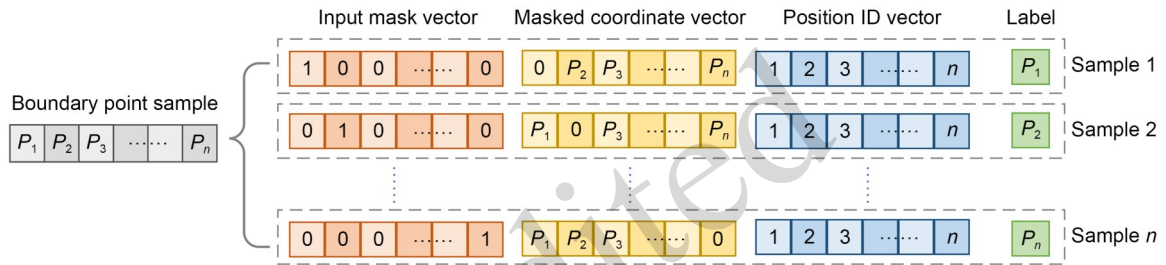 Input mask vector Masked coordinate vector Position ID vector Label
1 0 0 …… 0 0 P2 P3 …… Pn 1 2 3 …… n P1 Sample 1
Boundary point sample
P1 P2 P3 …… Pn
0 1 0 …… 0 P1 0 P3 …… Pn 1 2 3 …… n P2 Sample 2
0 0 0 …… 1 P1 P2 P3 …… 0 1 2 3 …… n Pn Sample n